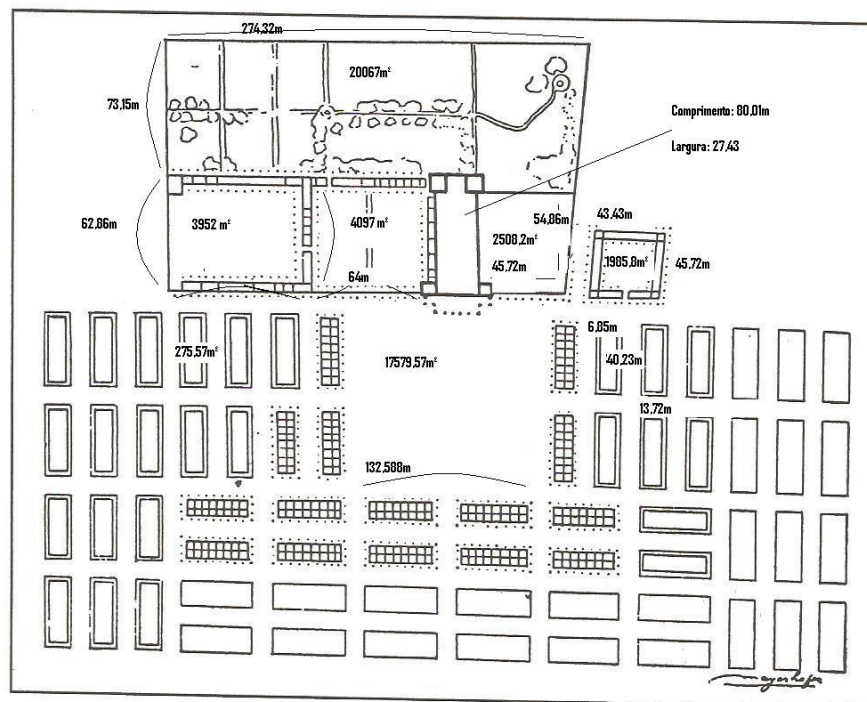 274,32m
20067m²
73,15m
Comprimento: 80,01m
Largura: 27,43
62,86m
3952 m²
4097 m²
54,86m
2508,2m²
45,72m
43,43m
1985,8m²
45,72m
64m
275,57m²
17579,57m²
6,85m
40,23m
13,72m
132,588m
mayerhofer